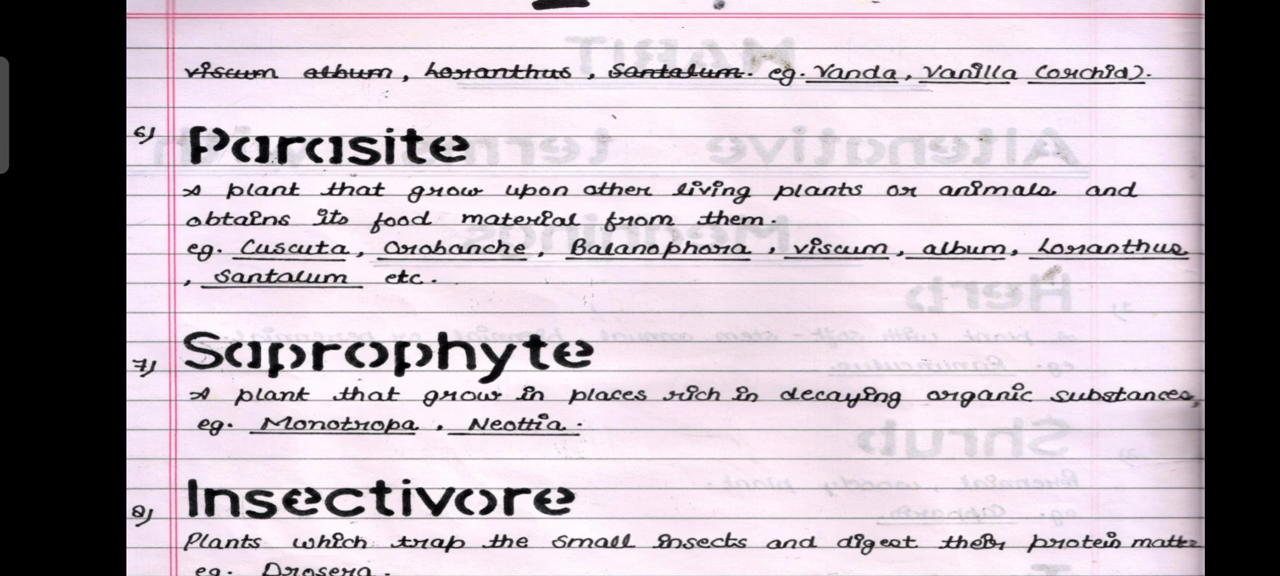 viscum album, Loranthus, Santalum. eg. Vanda, Vanilla (orchid).
6) Parasite
A plant that grow upon other living plants or animals and
obtains its food material from them.
eg. Cuscuta, Orobanche, Balanophora, viscum, album, Loranthus
, Santalum etc.
7) Saprophyte
A plant that grow in places rich in decaying organic substances,
eg. Monotropa, Neottia.
8) Insectivore
Plants which trap the small insects and digest their protein matter
eg. Drosera.